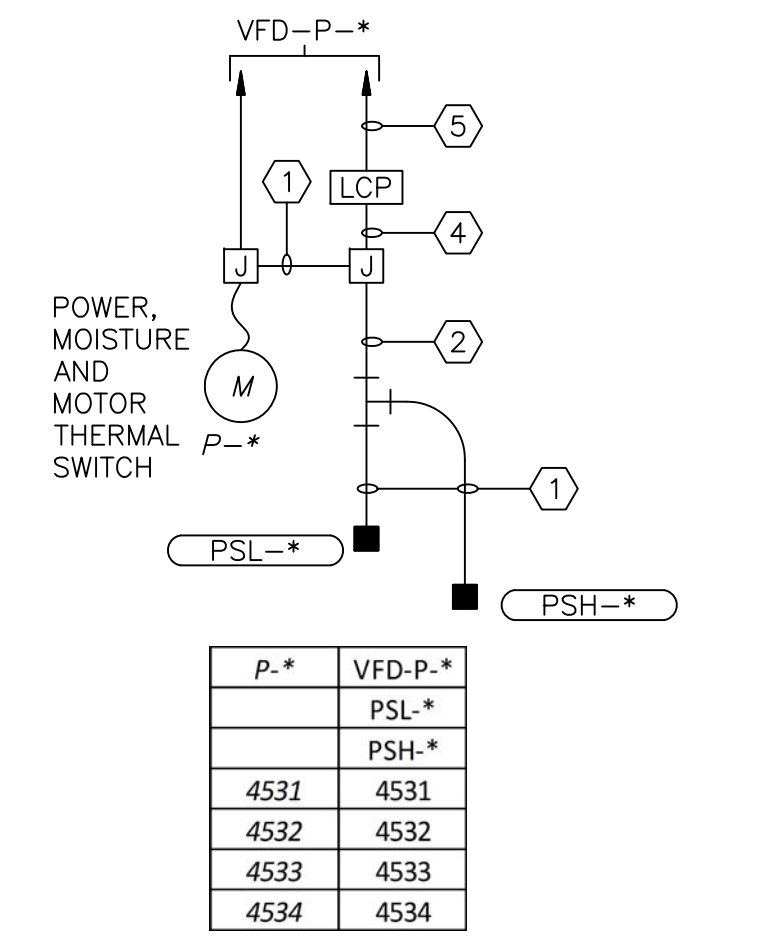 VFD-P-*
5
1
LCP
4
J
J
POWER,
MOISTURE
AND
MOTOR
THERMAL
SWITCH
2
M
P-*
1
PSL-*
PSH-*
P-* VFD-P-*
PSL-*
PSH-*
4531 4531
4532 4532
4533 4533
4534 4534